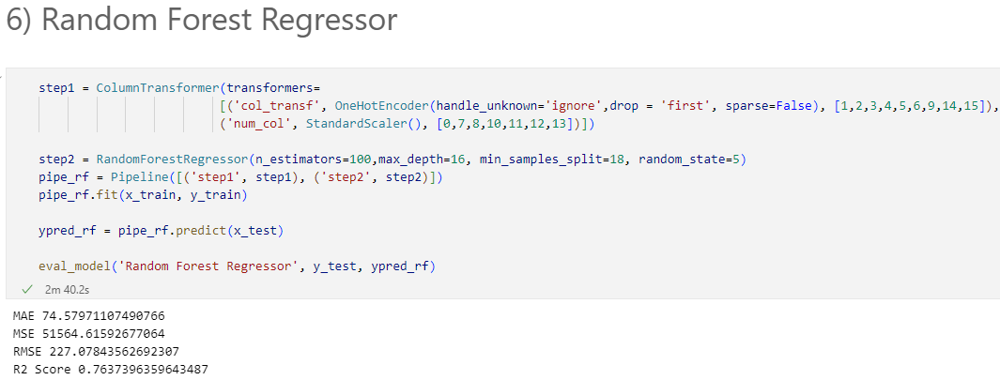 6) Random Forest Regressor
step1 = ColumnTransformer(transformers=
[('col_transf', OneHotEncoder(handle_unknown='ignore',drop = 'first', sparse=False), [1,2,3,4,5,6,9,14,15]),
('num_col', StandardScaler(), [0,7,8,10,11,12,13])])
step2 = RandomForestRegressor(n_estimators=100,max_depth=16, min_samples_split=18, random_state=5)
pipe_rf = Pipeline([('step1', step1), ('step2', step2)])
pipe_rf.fit(x_train, y_train)
ypred_rf = pipe_rf.predict(x_test)
eval_model('Random Forest Regressor', y_test, ypred_rf)
2m 40.2s
MAE 74.57971107490766
MSE 51564.61592677064
RMSE 227.07843562692307
R2 Score 0.7637396359643487